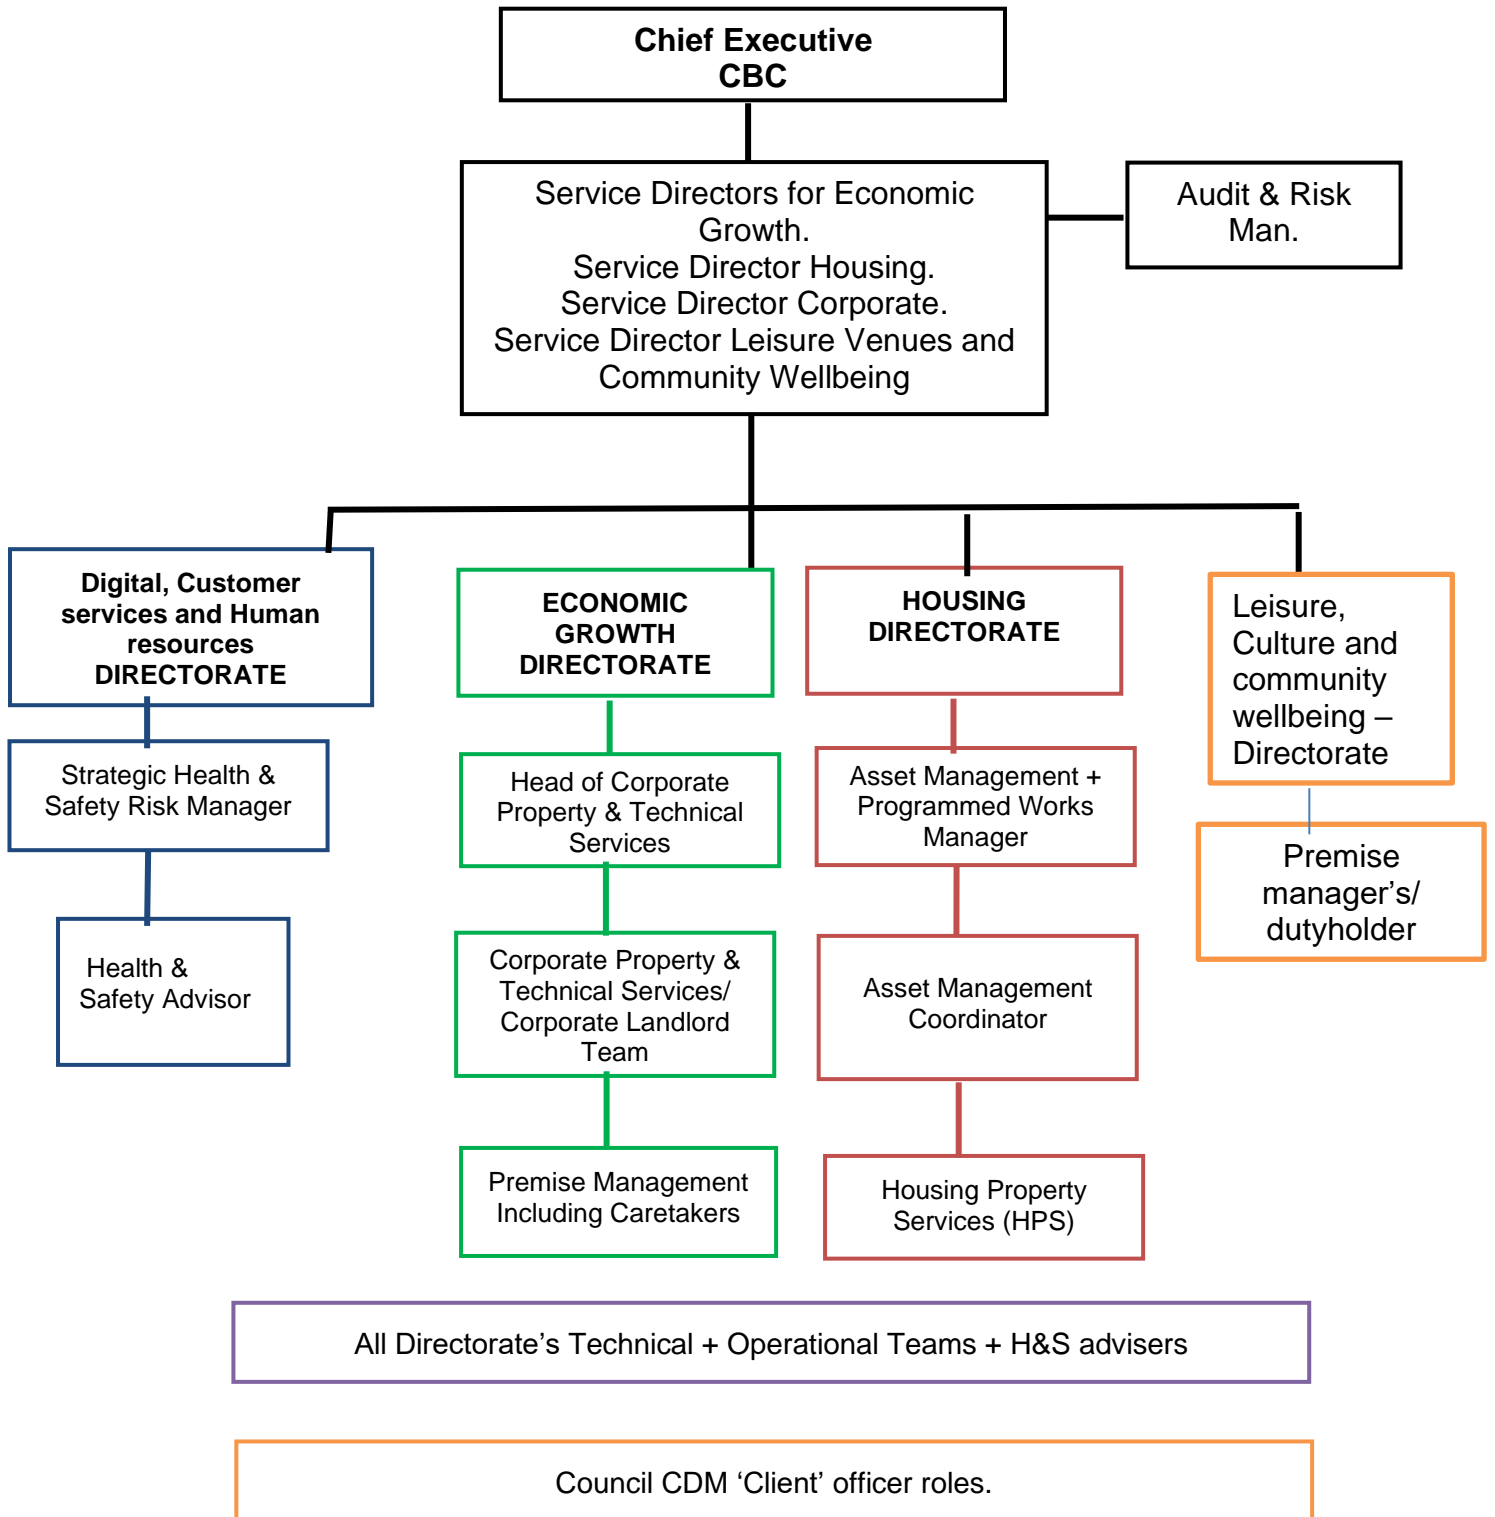 Chief Executive
CBC
Service Directors for Economic
Growth.
Service Director Housing.
Service Director Corporate.
Service Director Leisure Venues and
Community Wellbeing
Audit & Risk
Man.
Digital, Customer
services and Human
resources
DIRECTORATE
Strategic Health &
Safety Risk Manager
Health &
Safety Advisor
ECONOMIC
GROWTH
DIRECTORATE
Head of Corporate
Property & Technical
Services
Corporate Property &
Technical Services/
Corporate Landlord
Team
Premise Management
Including Caretakers
HOUSING
DIRECTORATE
Asset Management +
Programmed Works
Manager
Asset Management
Coordinator
Housing Property
Services (HPS)
Leisure,
Culture and
community
wellbeing –
Directorate
Premise
manager’s/
dutyholder
All Directorate’s Technical + Operational Teams + H&S advisers
Council CDM ‘Client’ officer roles.